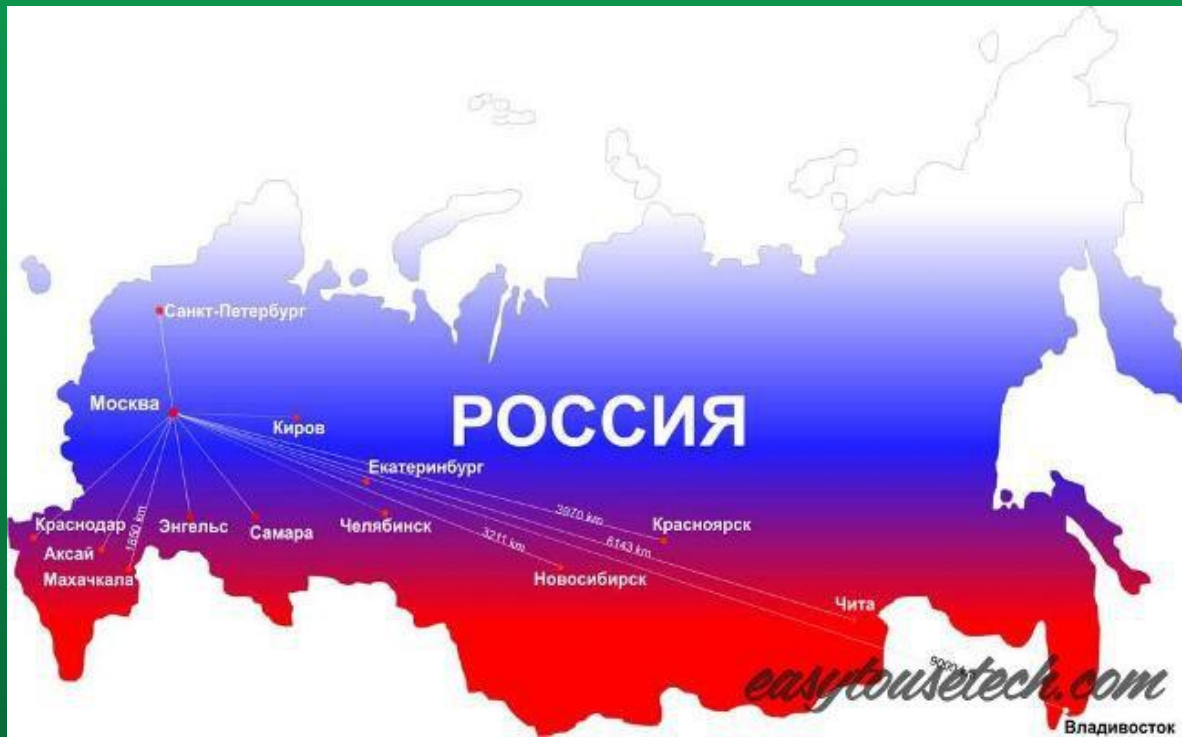 Санкт-Петербург
Москва
Киров
РОССИЯ
Екатеринбург
Краснодар
Энгельс
Самара
Челябинск
Красноярск
Аксай
Махачкала
Новосибирск
Чита
1850 km
3211 km
3970 km
6143 km
easytousetech.com
Владивосток